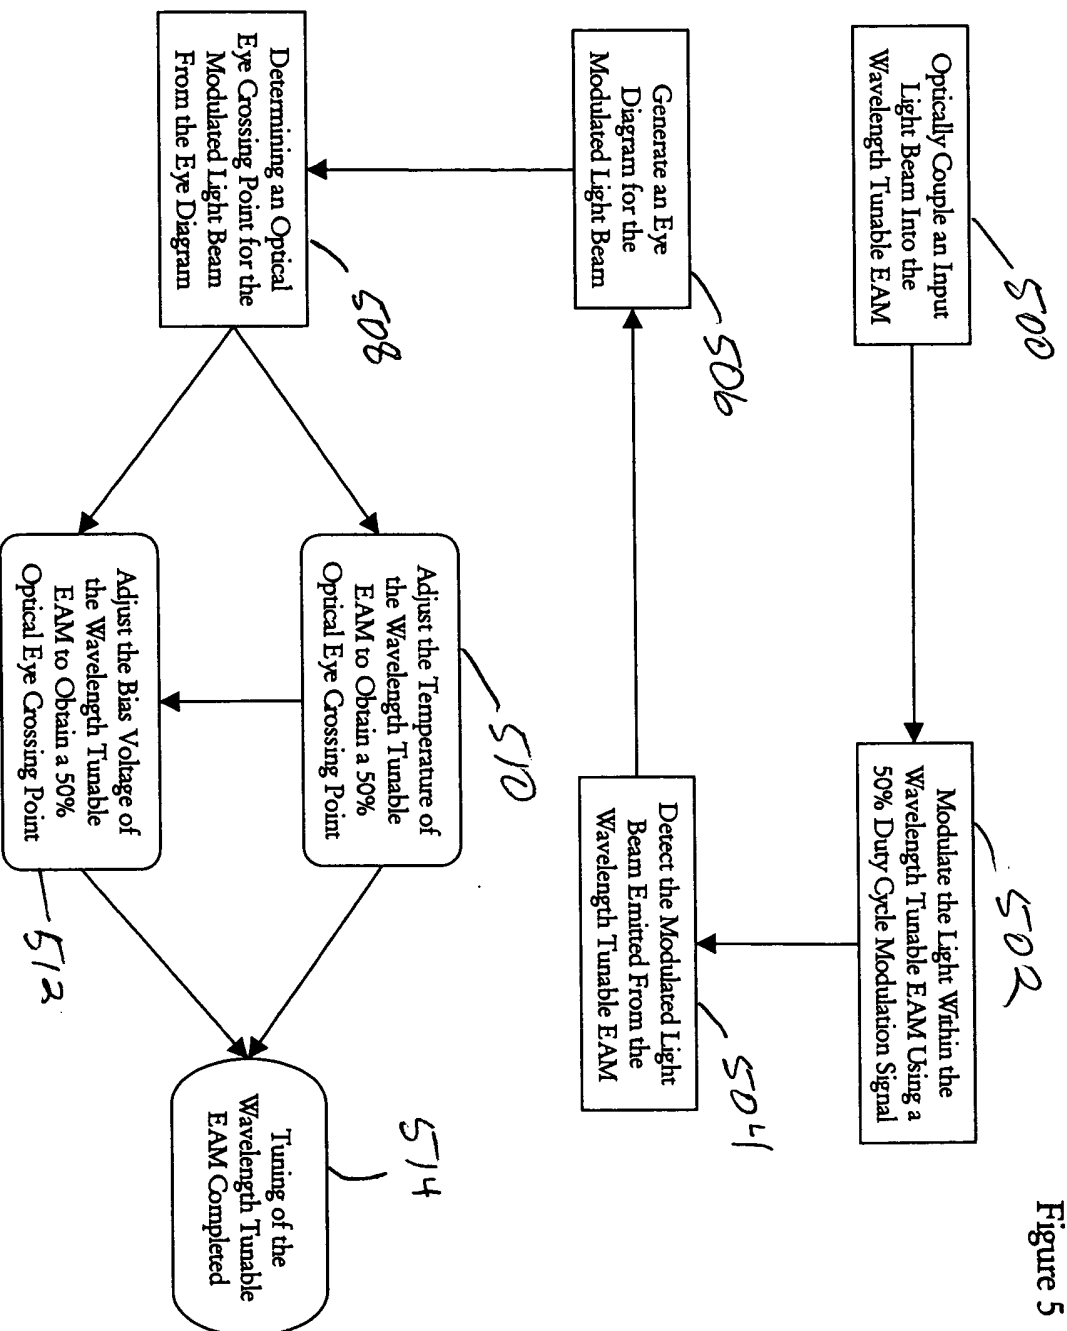 Figure 5
Optically Couple an Input
Light Beam Into the
Wavelength Tunable EAM
500
Modulate the Light Within the
Wavelength Tunable EAM Using a
50% Duty Cycle Modulation Signal
502
Generate an Eye
Diagram for the
Modulated Light Beam
506
Detect the Modulated Light
Beam Emitted From the
Wavelength Tunable EAM
504
Determining an Optical
Eye Crossing Point for the
Modulated Light Beam
From the Eye Diagram
508
Adjust the Temperature of
the Wavelength Tunable
EAM to Obtain a 50%
Optical Eye Crossing Point
510
Adjust the Bias Voltage of
the Wavelength Tunable
EAM to Obtain a 50%
Optical Eye Crossing Point
512
Tuning of the
Wavelength Tunable
EAM Completed
514